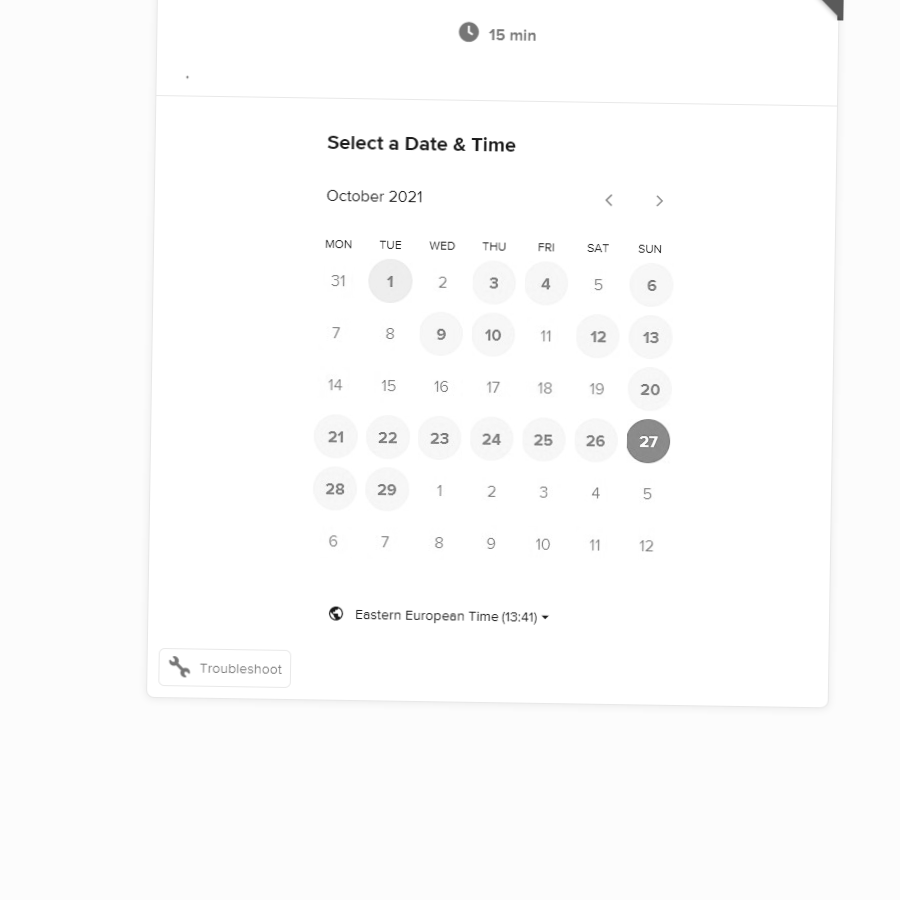 15 min
.
Select a Date & Time
October 2021
MON TUE WED THU FRI SAT SUN
31 1 2 3 4 5 6
7 8 9 10 11 12 13
14 15 16 17 18 19 20
21 22 23 24 25 26 27
28 29 1 2 3 4 5
6 7 8 9 10 11 12
Eastern European Time (13:41)
Troubleshoot